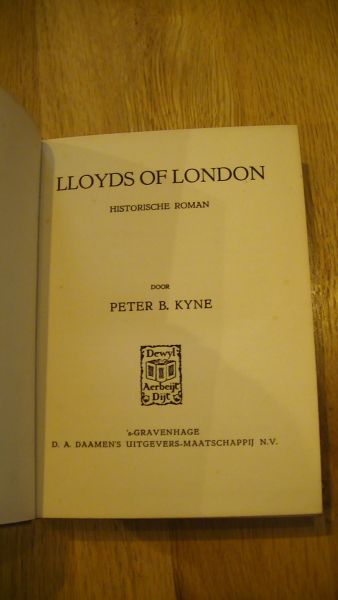 LLOYDS OF LONDON
HISTORISCHE ROMAN
DOOR
PETER B. KYNE
Dewyl
Aerbeijt
Dijt
's-GRAVENHAGE
D. A. DAAMEN'S UITGEVERS-MAATSCHAPPIJ N.V.